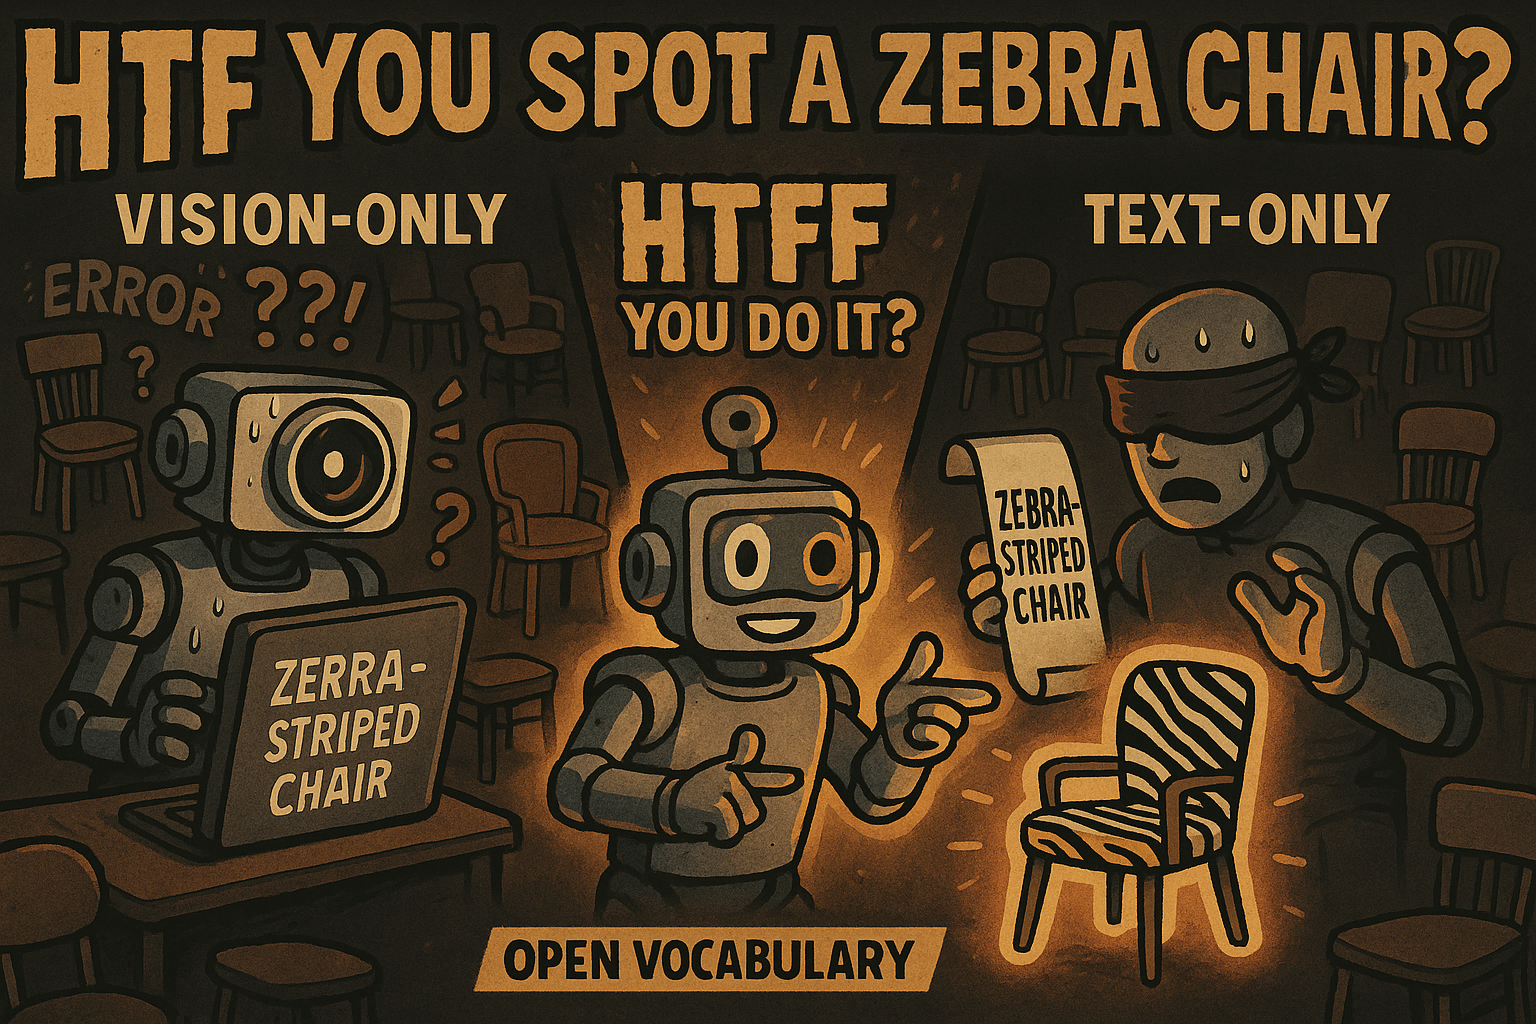 HTF YOU SPOT A ZEBRA CHAIR?
VISION-ONLY
ERROR ??!
?
?
ZERRA-
STRIPED
CHAIR
HTFF
YOU DO IT?
TEXT-ONLY
ZEBRA-
STRIPED
CHAIR
OPEN VOCABULARY